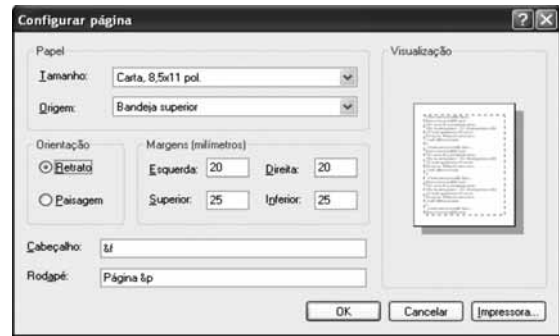 Configurar página
Papel
Visualização
Tamanho: Carta, 8,5x11 pol.
Origem: Bandeja superior
Orientação
Margens (milímetros)
Retrato
Esquerda: 20 Direita: 20
Paisagem
Superior: 25 Inferior: 25
Cabeçalho: &f
Rodapé: Página &p
OK Cancelar Impressora...